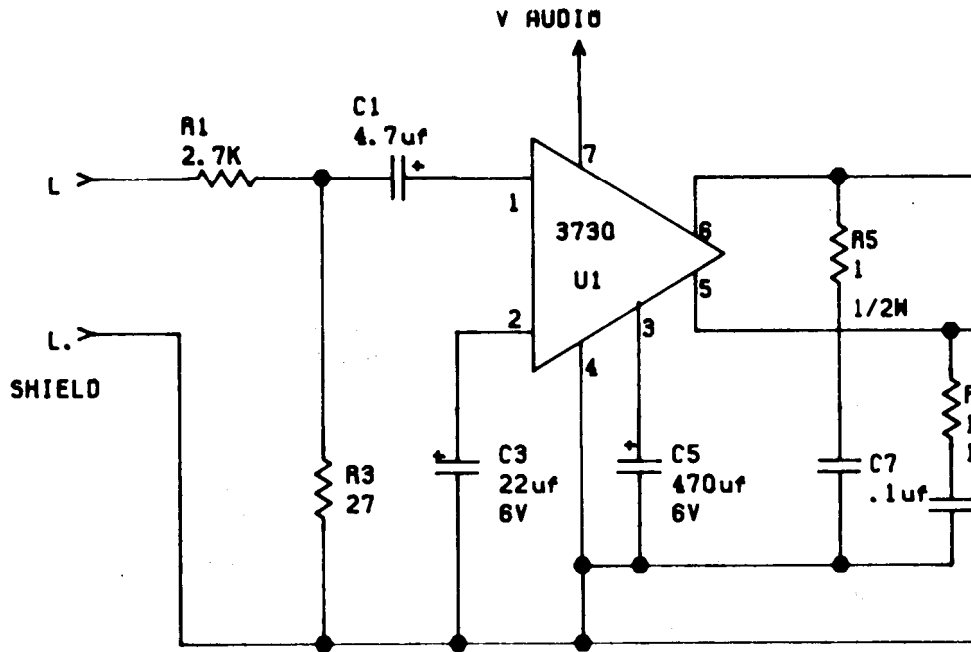 V AUDIO
C1
4.7uf
+
R1
2.7K
7
L
1
3730
U1
6
5
R5
1
1/2W
2
3
4
L.
SHIELD
+
C3
22uf
6V
+
C5
470uf
6V
R3
27
C7
.1uf